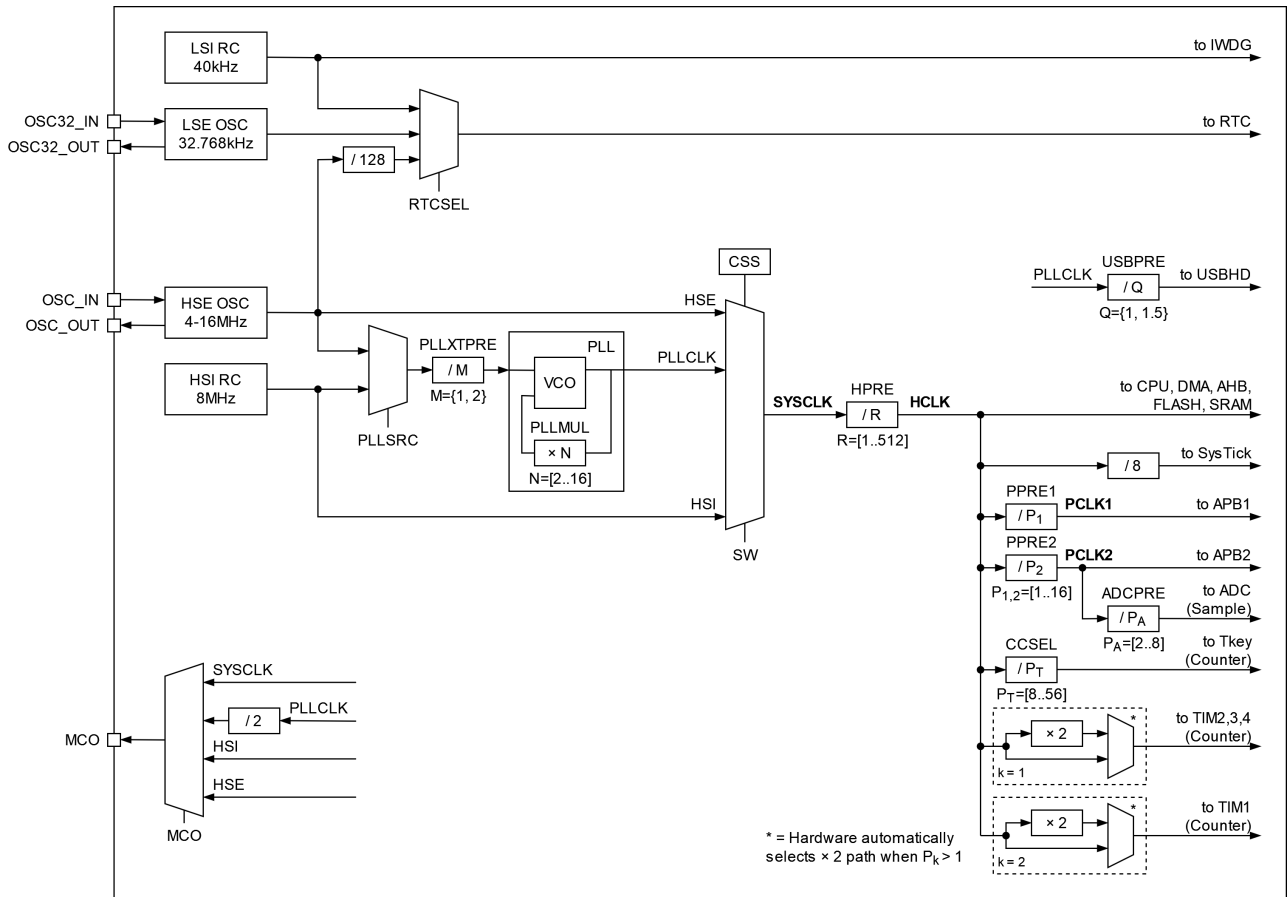 LSI RC
40kHz
to IWDG
OSC32_IN
OSC32_OUT
LSE OSC
32.768kHz
to RTC
/ 128
RTCSEL
CSS
USBPRE
PLLCLK
/ Q
to USBHD
Q={1, 1.5}
OSC_IN
OSC_OUT
HSE OSC
4-16MHz
HSE
PLLXTPRE
/ M
M={1, 2}
PLL
VCO
PLLCLK
HSI RC
8MHz
PLLSRC
PLLMUL
× N
N=[2..16]
HSI
SW
SYSCLK
HPRE
/ R
R=[1..512]
HCLK
to CPU, DMA, AHB,
FLASH, SRAM
/ 8
to SysTick
PPRE1
/ P1
PCLK1
to APB1
PPRE2
/ P2
PCLK2
to APB2
P1,2=[1..16]
ADCPRE
/ PA
PA=[2..8]
to ADC
(Sample)
CCSEL
/ PT
PT=[8..56]
to Tkey
(Counter)
× 2
*
k = 1
to TIM2,3,4
(Counter)
× 2
*
k = 2
to TIM1
(Counter)
* = Hardware automatically
selects × 2 path when Pk > 1
SYSCLK
/ 2
PLLCLK
MCO
HSI
HSE
MCO